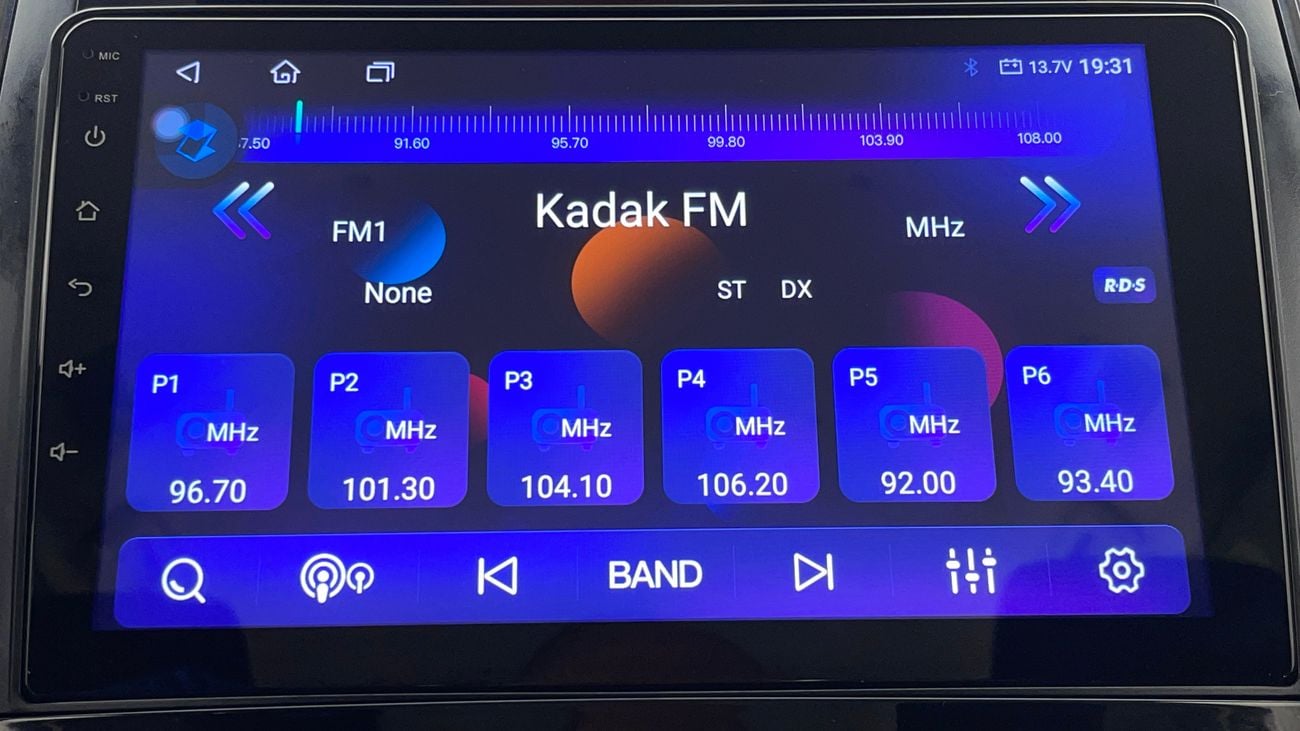 MIC
RST
13.7V 19:31
7.50 91.60 95.70 99.80 103.90 108.00
Kadak FM
FM1
MHz
None
ST DX
R·D·S
P1 P2 P3 P4 P5 P6
MHz MHz MHz MHz MHz MHz
96.70 101.30 104.10 106.20 92.00 93.40
BAND